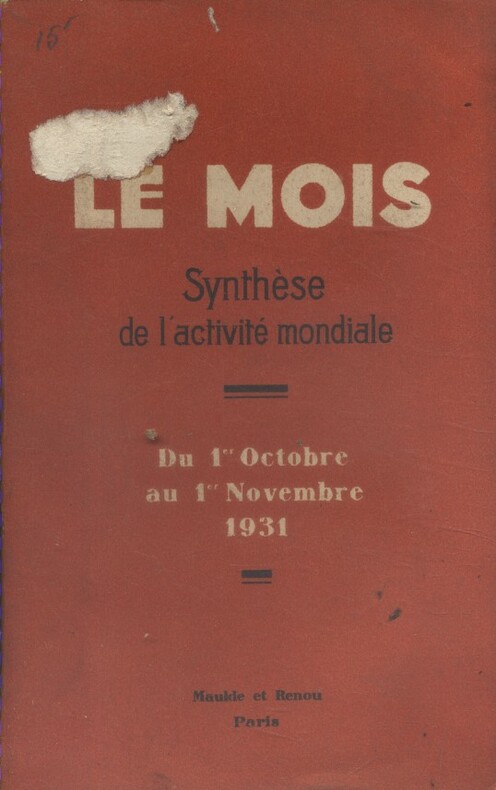 15F
LE MOIS
Synthèse
de l'activité mondiale
Du 1er Octobre
au 1er Novembre
1931
Maulde et Renou
Paris